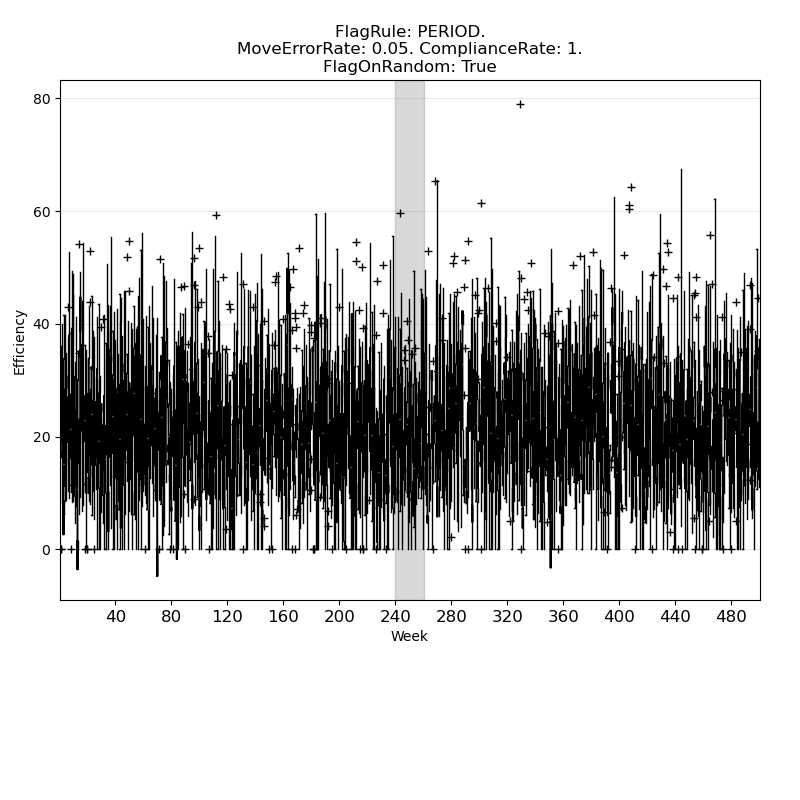 FlagRule: PERIOD.
MoveErrorRate: 0.05. ComplianceRate: 1.
FlagOnRandom: True
80
60
40
20
0
Efficiency
40 80 120 160 200 240 280 320 360 400 440 480
Week